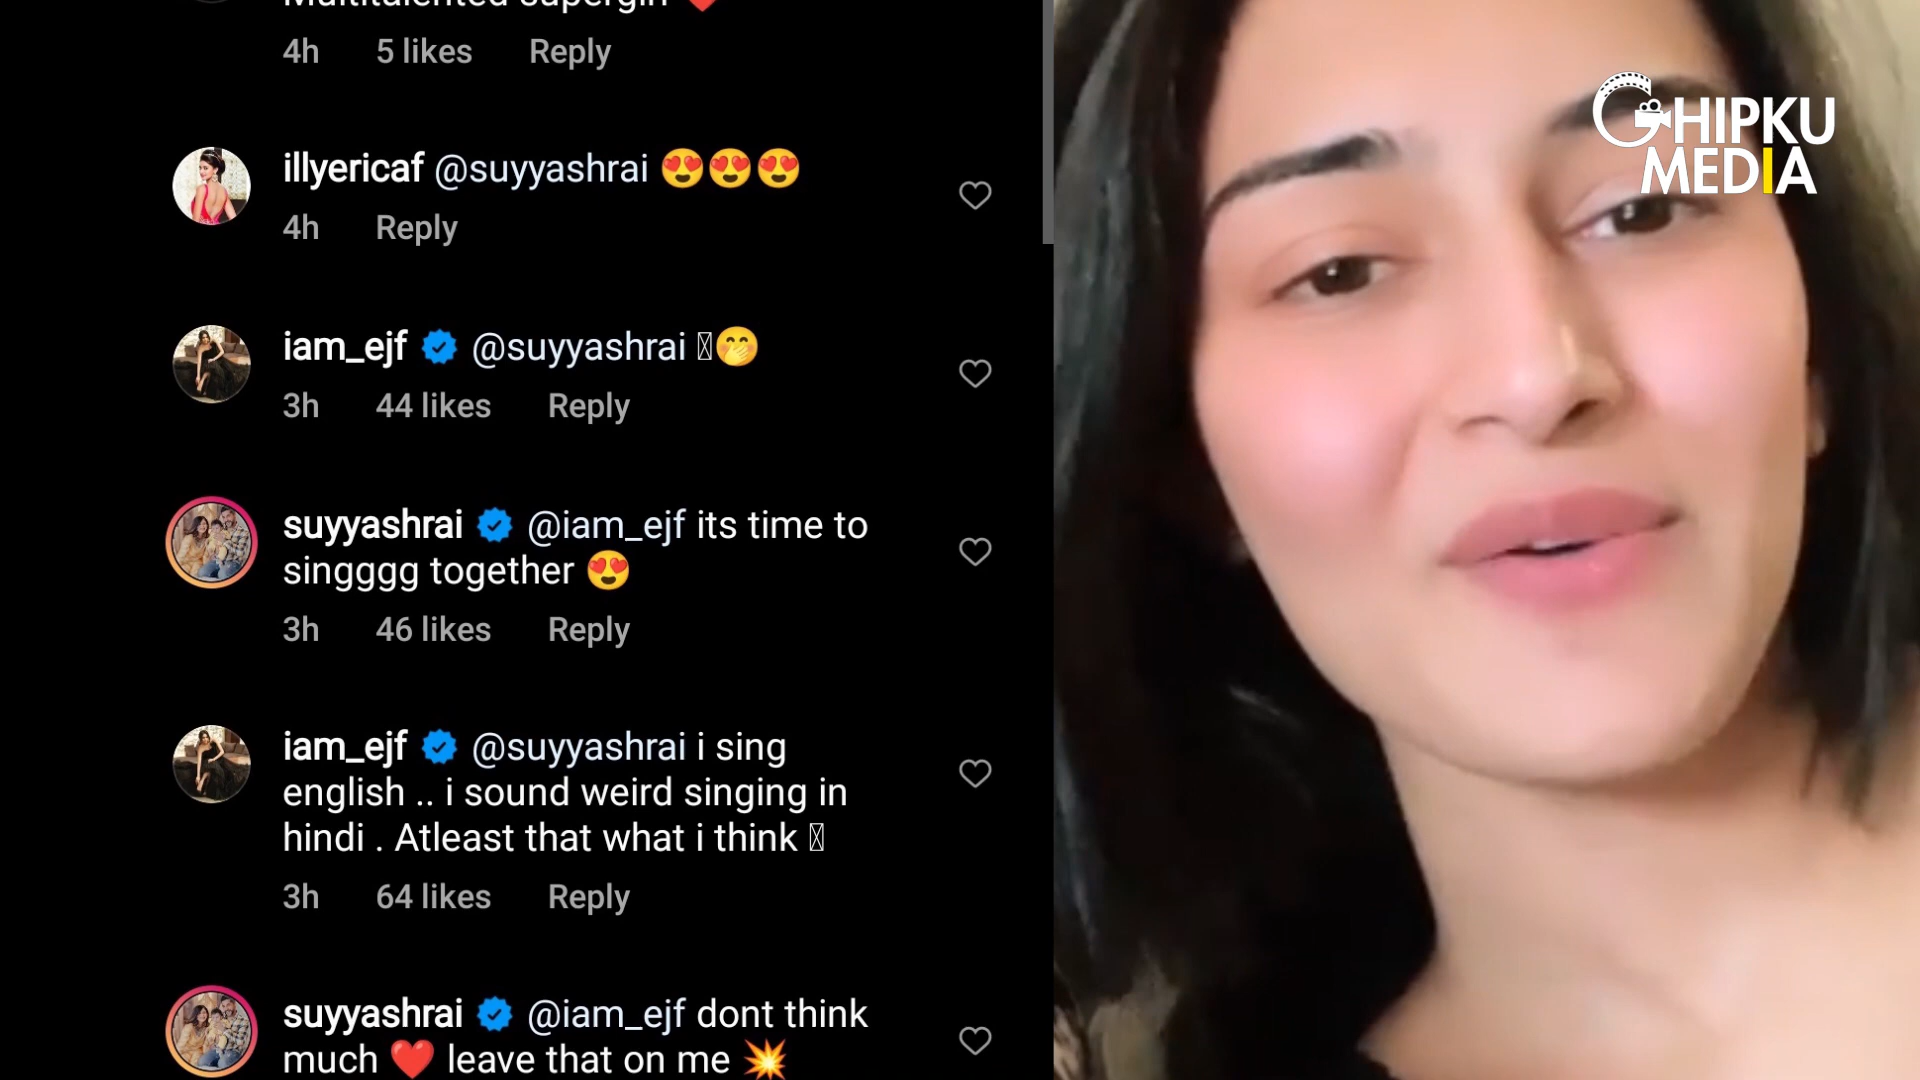 Multitalented supergirl ❤️
4h 5 likes Reply
illyericaf @suyyashrai 😍😍😍
4h Reply
iam_ejf @suyyashrai 🤭
3h 44 likes Reply
suyyashrai @iam_ejf its time to
singggg together 😍
3h 46 likes Reply
iam_ejf @suyyashrai i sing
english .. i sound weird singing in
hindi . Atleast that what i think
3h 64 likes Reply
suyyashrai @iam_ejf dont think
much ❤️ leave that on me 💥
GHIPKU
MEDIA